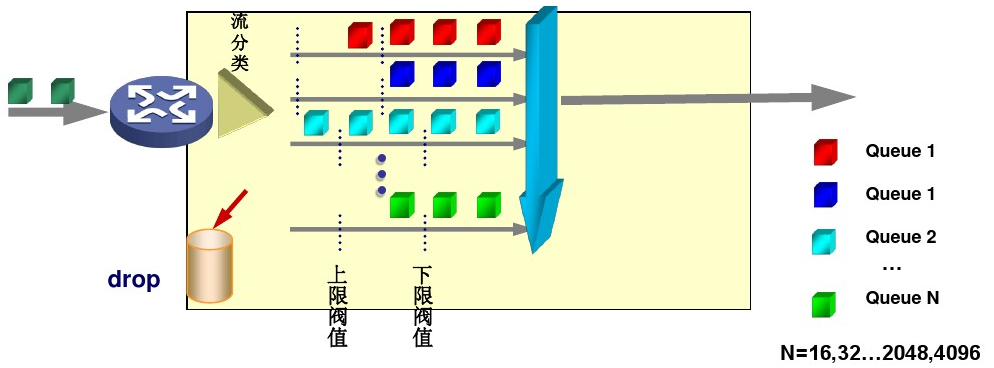 流分类
drop
上限阀值
下限阀值
Queue 1
Queue 1
Queue 2
...
Queue N
N=16,32...2048,4096